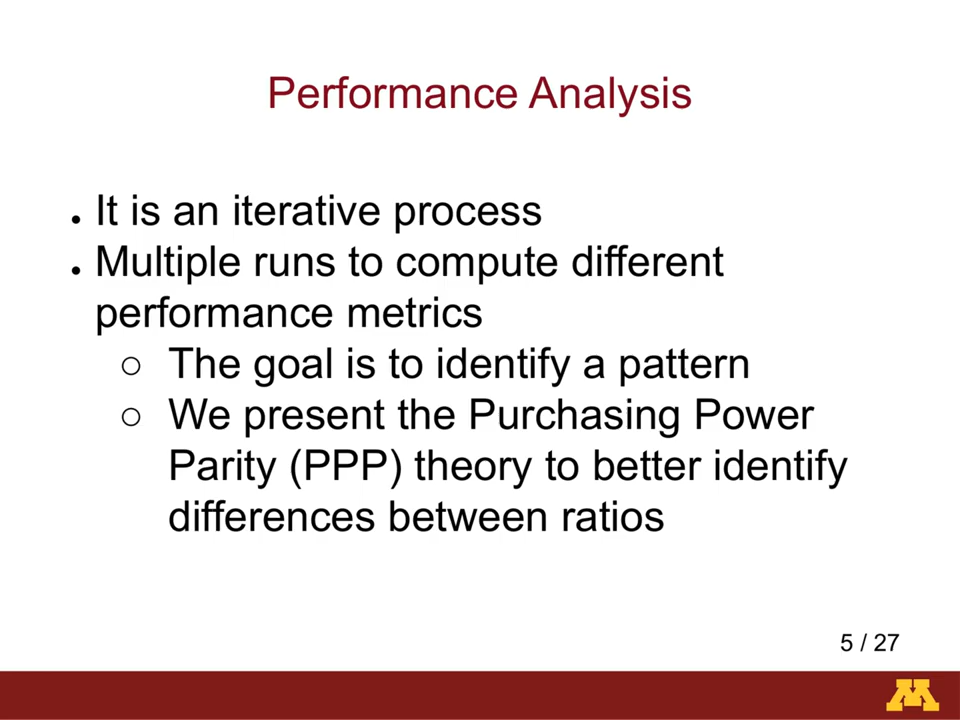 Performance Analysis
• It is an iterative process
• Multiple runs to compute different
performance metrics
○ The goal is to identify a pattern
○ We present the Purchasing Power
Parity (PPP) theory to better identify
differences between ratios
5 / 27
M